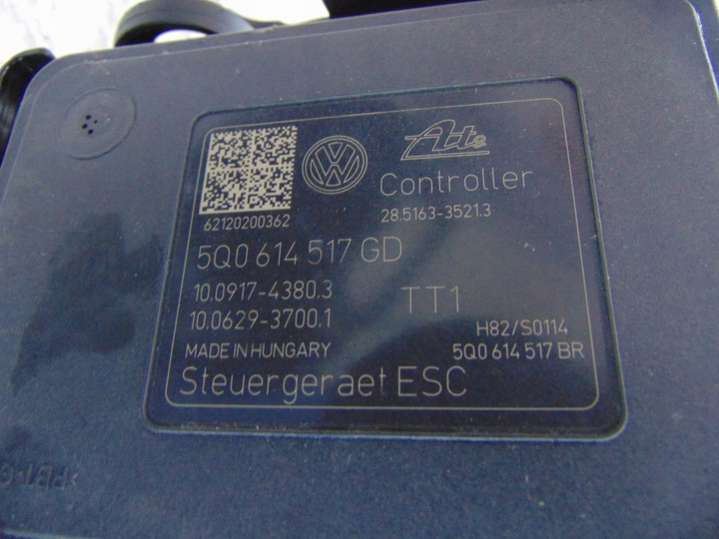 Ate
Controller
62120200362
28.5163-3521.3
5Q0 614 517 GD
10.0917-4380.3
TT1
10.0629-3700.1
H82/S0114
MADE IN HUNGARY
5Q0 614 517 BR
Steuergeraet ESC